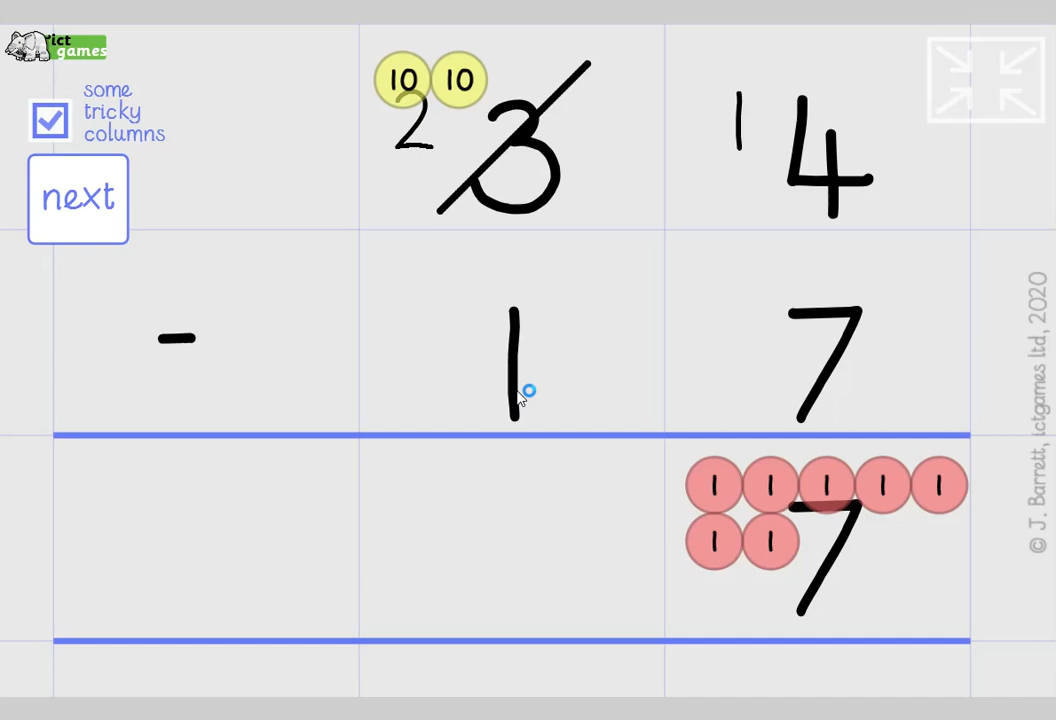 ict
games
some
tricky
columns
next
10 10
2 3 1 4
- 1 7
1 1 1 1 1
1 1 7
© J. Barrett, ictgames ltd, 2020